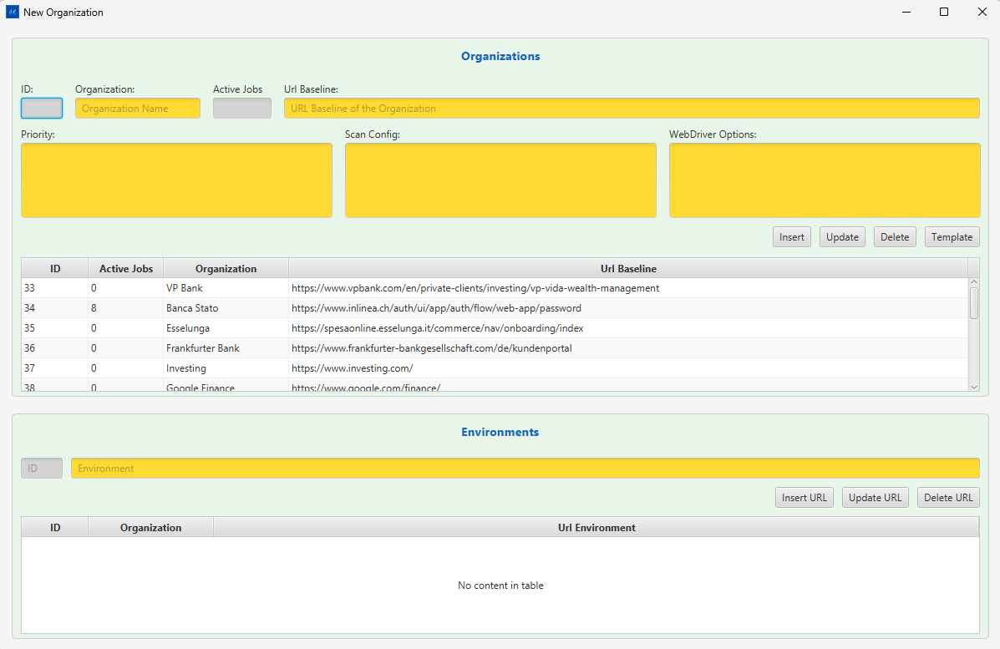 New Organization
Organizations
ID: Organization: Active Jobs Url Baseline:
Organization Name URL Baseline of the Organization
Priority: Scan Config: WebDriver Options:
Insert Update Delete Template
ID Active Jobs Organization Url Baseline
33 0 VP Bank https://www.vpbank.com/en/private-clients/investing/vp-vida-wealth-management
34 8 Banca Stato https://www.inlinea.ch/auth/ui/app/auth/flow/web-app/password
35 0 Esselunga https://spesaonline.esselunga.it/commerce/nav/onboarding/index
36 0 Frankfurter Bank https://www.frankfurter-bankgesellschaft.com/de/kundenportal
37 0 Investing https://www.investing.com/
38 0 Google Finance https://www.google.com/finance/
Environments
ID Environment
Insert URL Update URL Delete URL
ID Organization Url Environment
No content in table